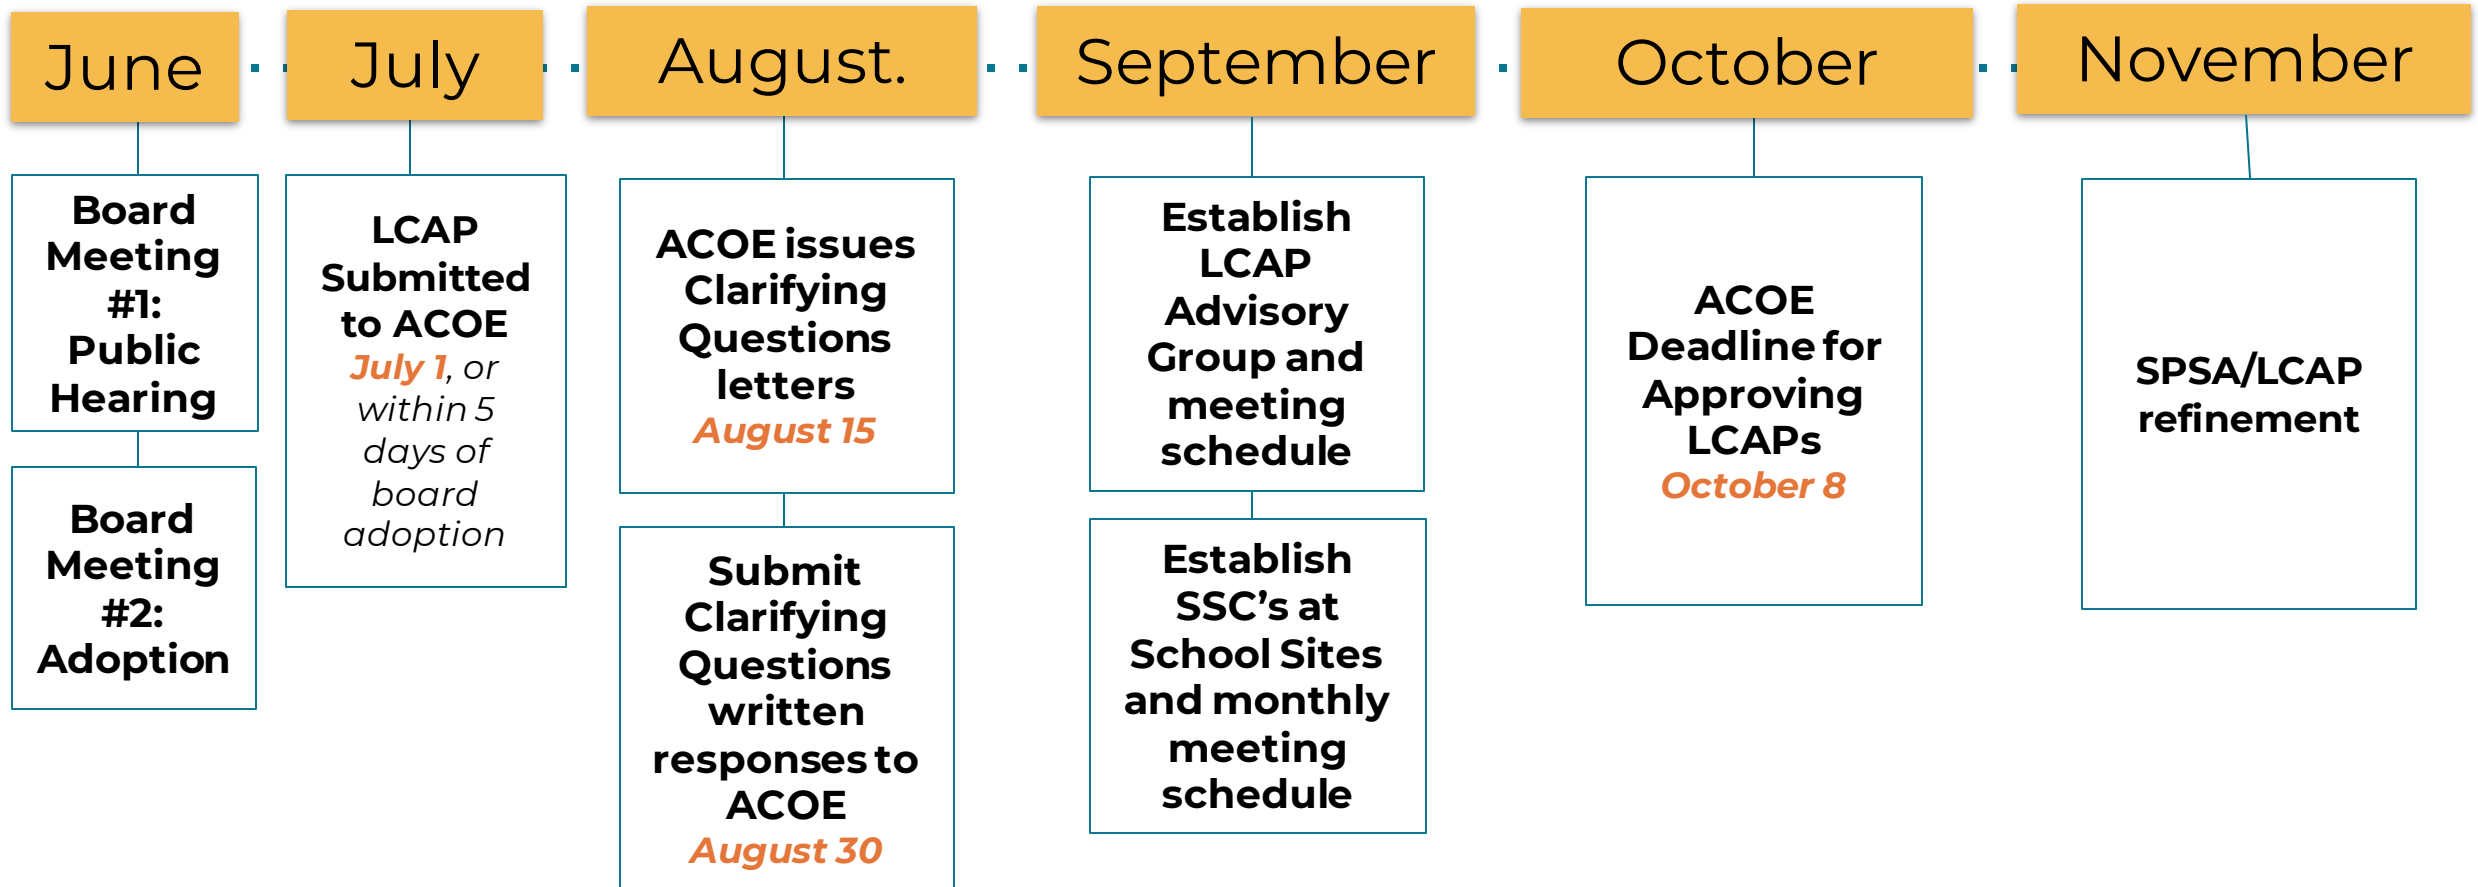 June
July
August.
September
October
November
Board
Meeting
#1:
Public
Hearing
Board
Meeting
#2:
Adoption
LCAP
Submitted
to ACOE
July 1, or
within 5
days of
board
adoption
ACOE issues
Clarifying
Questions
letters
August 15
Submit
Clarifying
Questions
written
responses to
ACOE
August 30
Establish
LCAP
Advisory
Group and
meeting
schedule
Establish
SSC’s at
School Sites
and monthly
meeting
schedule
ACOE
Deadline for
Approving
LCAPs
October 8
SPSA/LCAP
refinement